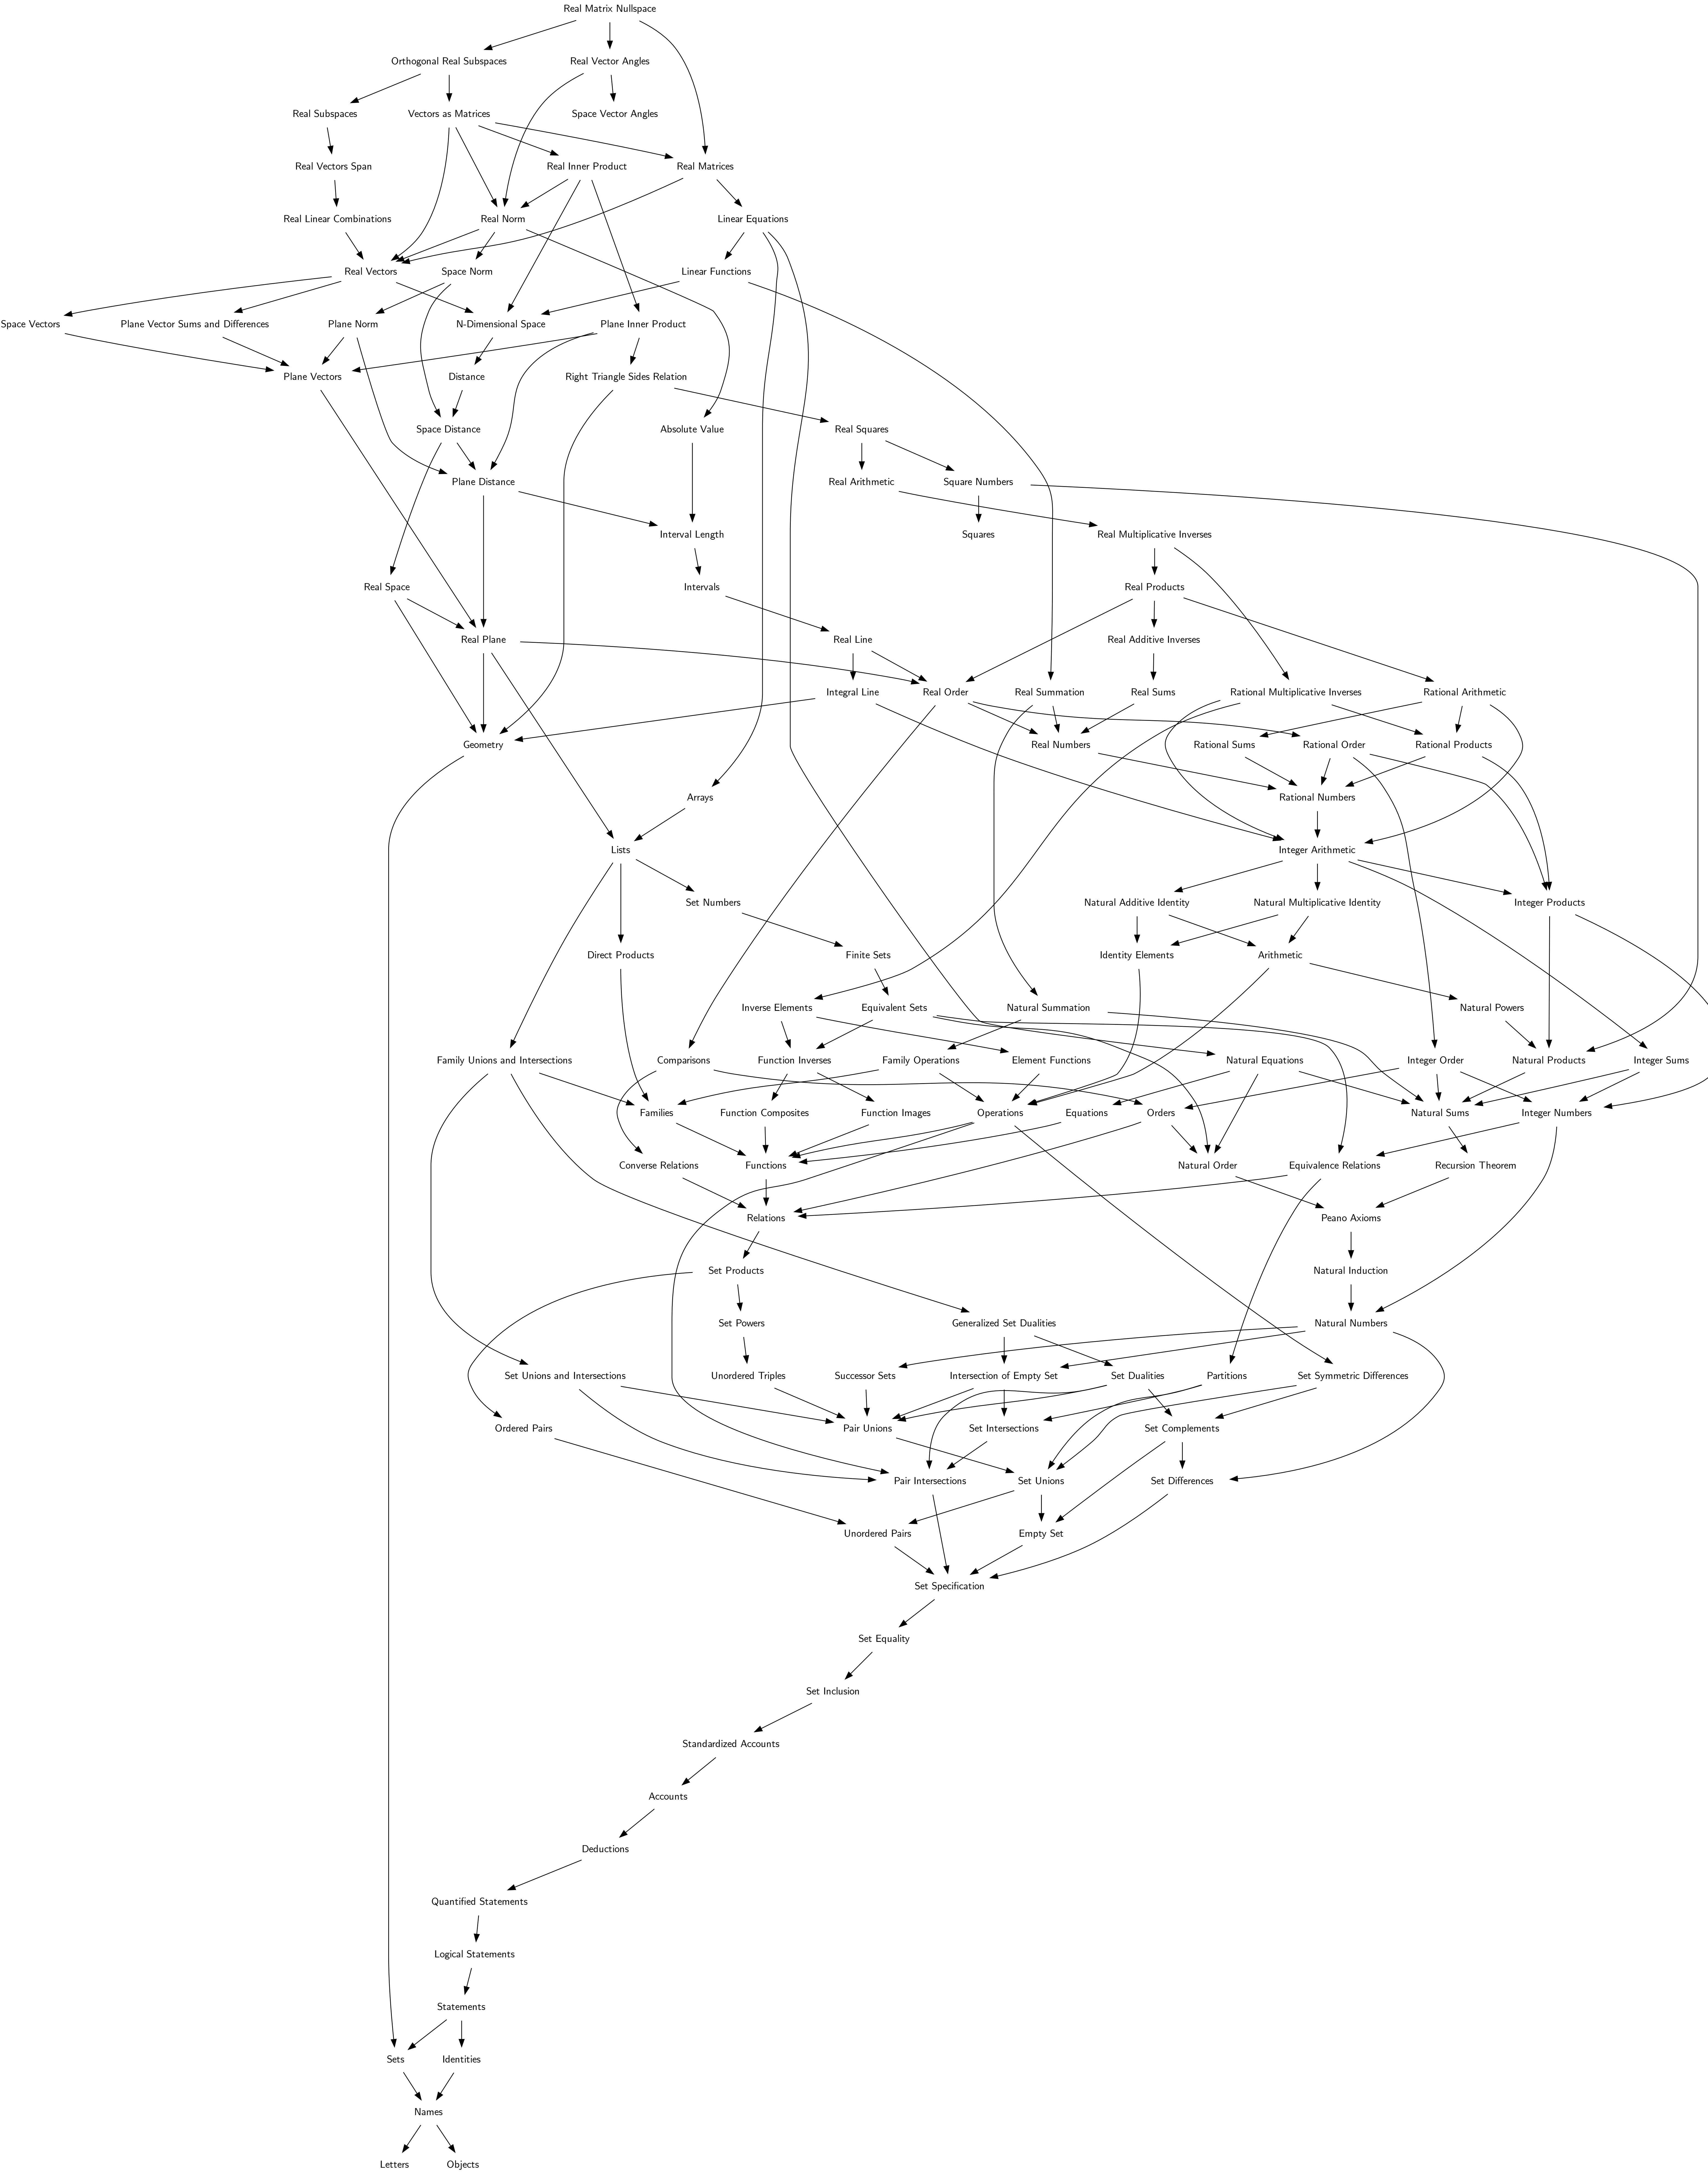 Real Matrix Nullspace
Orthogonal Real Subspaces
Real Vector Angles
Real Subspaces
Vectors as Matrices
Space Vector Angles
Real Vectors Span
Real Inner Product
Real Matrices
Real Linear Combinations
Real Norm
Linear Equations
Real Vectors
Space Norm
Linear Functions
Space Vectors
Plane Vector Sums and Differences
Plane Norm
N-Dimensional Space
Plane Inner Product
Plane Vectors
Distance
Right Triangle Sides Relation
Space Distance
Absolute Value
Real Squares
Plane Distance
Real Arithmetic
Square Numbers
Interval Length
Squares
Real Multiplicative Inverses
Real Space
Intervals
Real Products
Real Plane
Real Line
Real Additive Inverses
Integral Line
Real Order
Real Summation
Real Sums
Rational Multiplicative Inverses
Rational Arithmetic
Geometry
Real Numbers
Rational Sums
Rational Order
Rational Products
Arrays
Rational Numbers
Lists
Integer Arithmetic
Set Numbers
Natural Additive Identity
Natural Multiplicative Identity
Integer Products
Direct Products
Finite Sets
Identity Elements
Arithmetic
Inverse Elements
Equivalent Sets
Natural Summation
Natural Powers
Family Unions and Intersections
Comparisons
Function Inverses
Family Operations
Element Functions
Natural Equations
Integer Order
Natural Products
Integer Sums
Families
Function Composites
Function Images
Operations
Equations
Orders
Natural Sums
Integer Numbers
Converse Relations
Functions
Natural Order
Equivalence Relations
Recursion Theorem
Relations
Peano Axioms
Set Products
Natural Induction
Set Powers
Generalized Set Dualities
Natural Numbers
Set Unions and Intersections
Unordered Triples
Successor Sets
Intersection of Empty Set
Set Dualities
Partitions
Set Symmetric Differences
Ordered Pairs
Pair Unions
Set Intersections
Set Complements
Pair Intersections
Set Unions
Set Differences
Unordered Pairs
Empty Set
Set Specification
Set Equality
Set Inclusion
Standardized Accounts
Accounts
Deductions
Quantified Statements
Logical Statements
Statements
Sets
Identities
Names
Letters
Objects